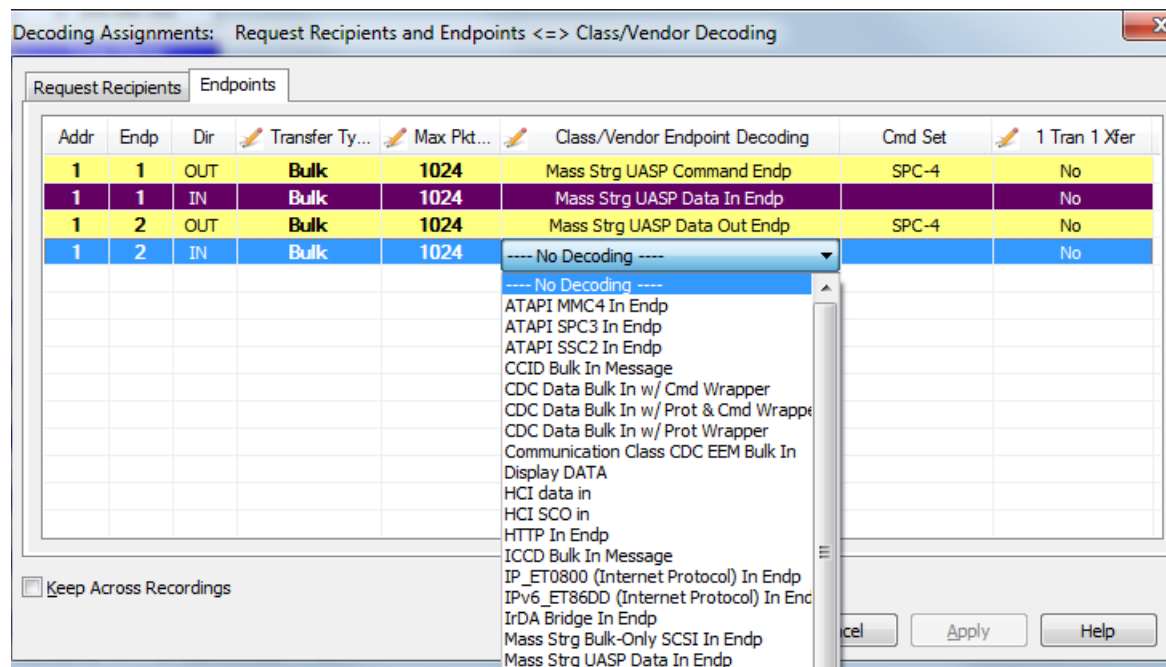 Decoding Assignments: Request Recipients and Endpoints <=> Class/Vendor Decoding
Request Recipients Endpoints
Addr Endp Dir Transfer Ty... Max Pkt... Class/Vendor Endpoint Decoding Cmd Set 1 Tran 1 Xfer
1 1 OUT Bulk 1024 Mass Strg UASP Command Endp SPC-4 No
1 1 IN Bulk 1024 Mass Strg UASP Data In Endp No
1 2 OUT Bulk 1024 Mass Strg UASP Data Out Endp SPC-4 No
1 2 IN Bulk 1024 ---- No Decoding ---- No
---- No Decoding ----
ATAPI MMC4 In Endp
ATAPI SPC3 In Endp
ATAPI SSC2 In Endp
CCID Bulk In Message
CDC Data Bulk In w/ Cmd Wrapper
CDC Data Bulk In w/ Prot & Cmd Wrappe
CDC Data Bulk In w/ Prot Wrapper
Communication Class CDC EEM Bulk In
Display DATA
HCI data in
HCI SCO in
HTTP In Endp
ICCD Bulk In Message
IP_ET0800 (Internet Protocol) In Endp
IPv6_ET86DD (Internet Protocol) In End
IrDA Bridge In Endp
Mass Strg Bulk-Only SCSI In Endp
Mass Strg UASP Data In Endp
Keep Across Recordings
cel Apply Help